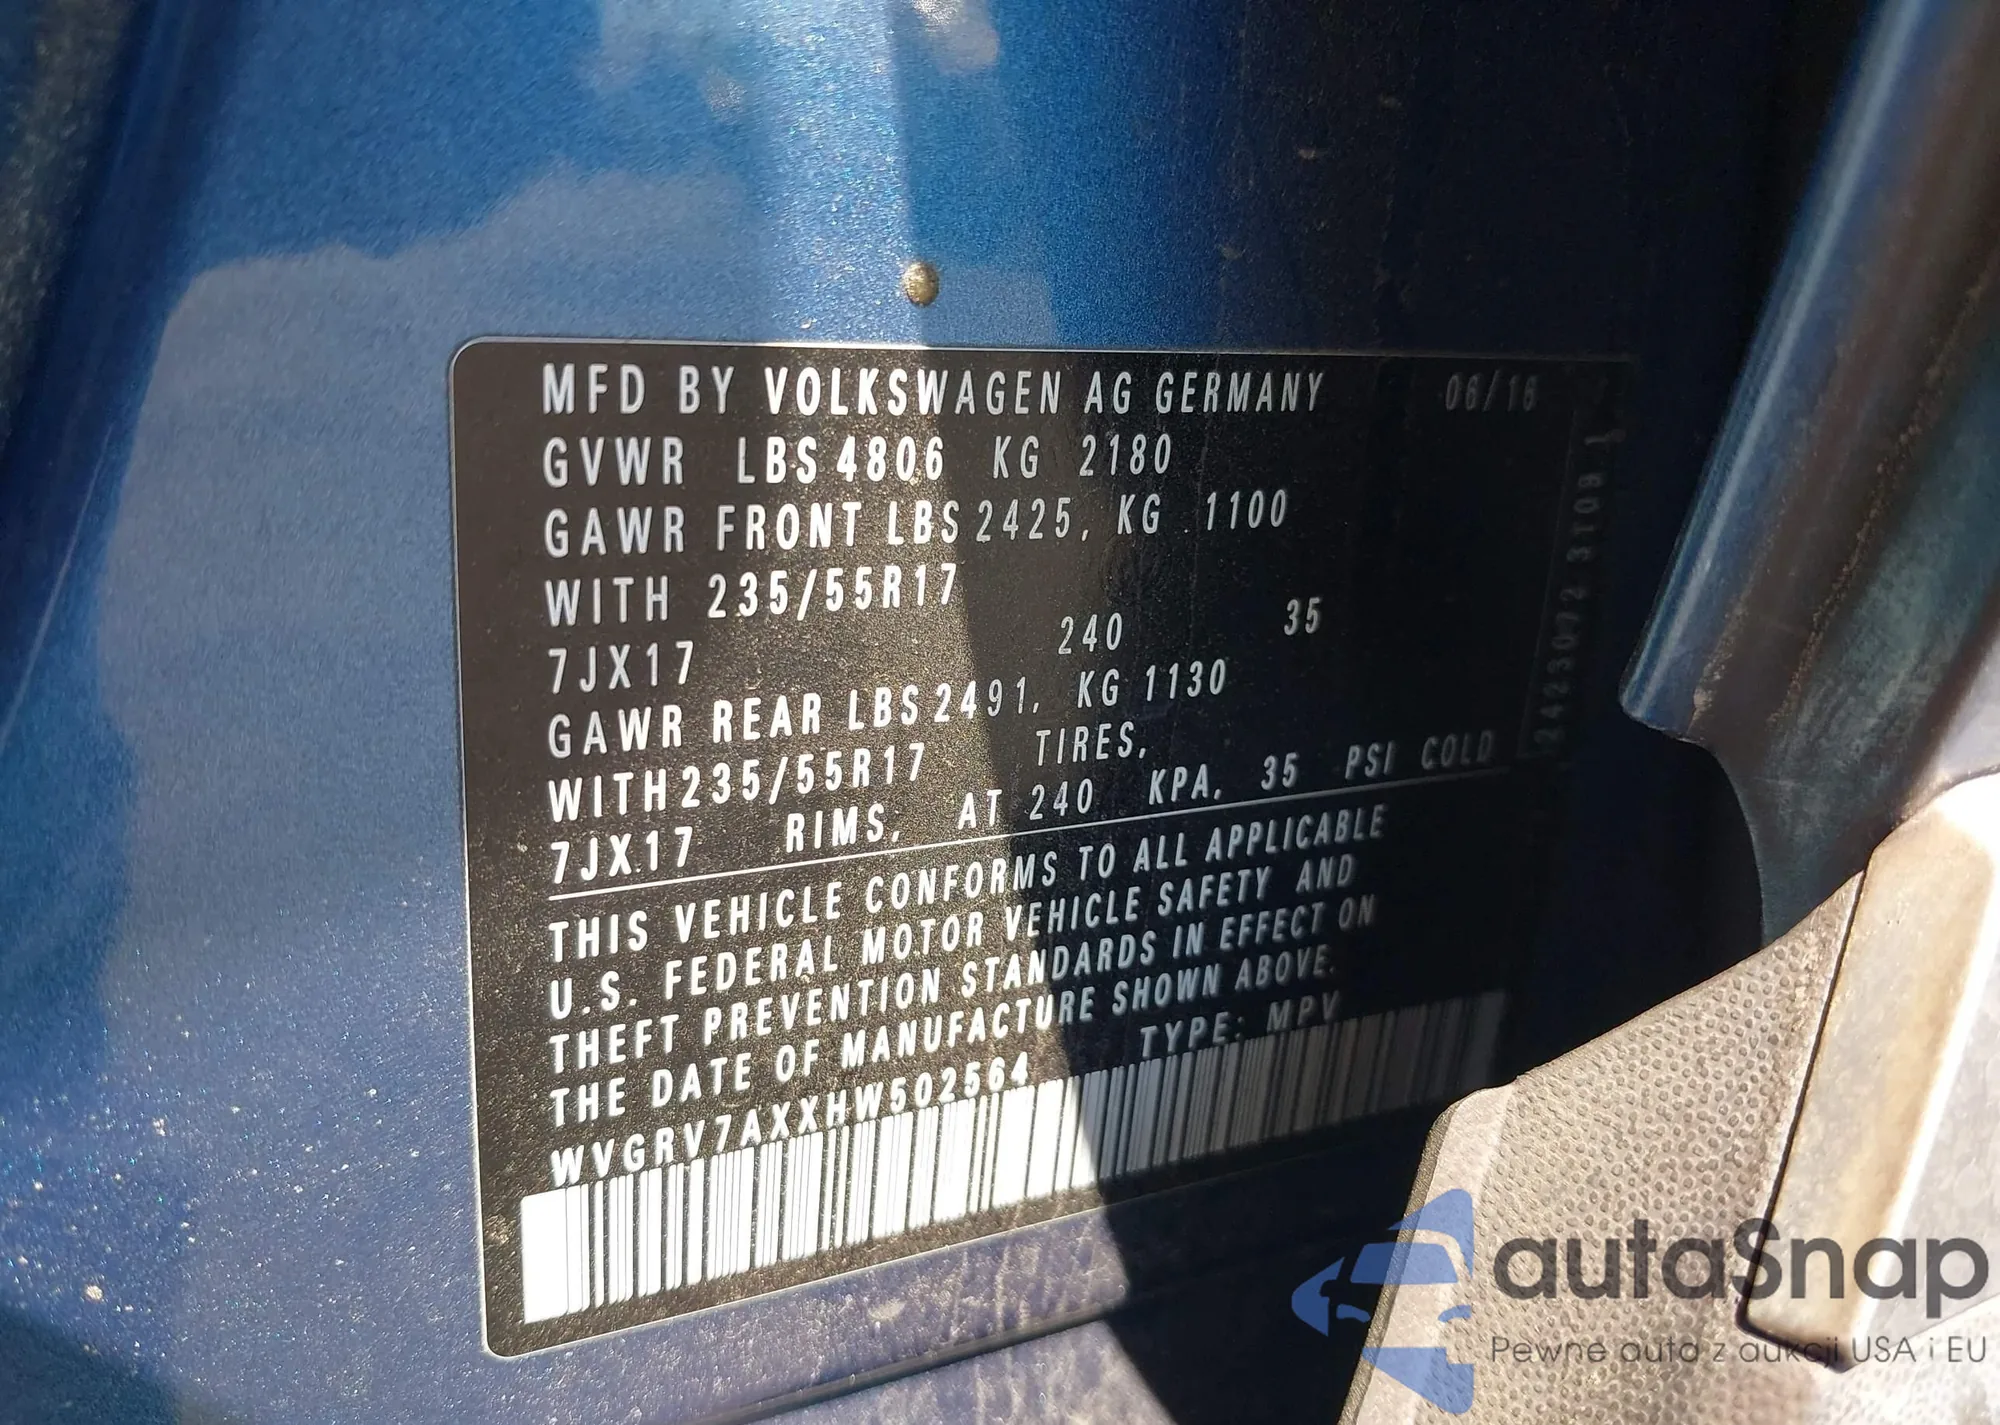 MFD BY VOLKSWAGEN AG GERMANY 06/16
GVWR LBS 4806 KG 2180
GAWR FRONT LBS 2425, KG 1100
WITH 235/55R17
7JX17 240 35
GAWR REAR LBS 2491, KG 1130
WITH 235/55R17 TIRES,
7JX17 RIMS, AT 240 KPA, 35 PSI COLD
THIS VEHICLE CONFORMS TO ALL APPLICABLE
U.S. FEDERAL MOTOR VEHICLE SAFETY AND
THEFT PREVENTION STANDARDS IN EFFECT ON
THE DATE OF MANUFACTURE SHOWN ABOVE.
WVGRV7AXXHW502564 TYPE: MPV
2423072 3109 1
autaSnap
Pewne auta z aukcji USA i EU